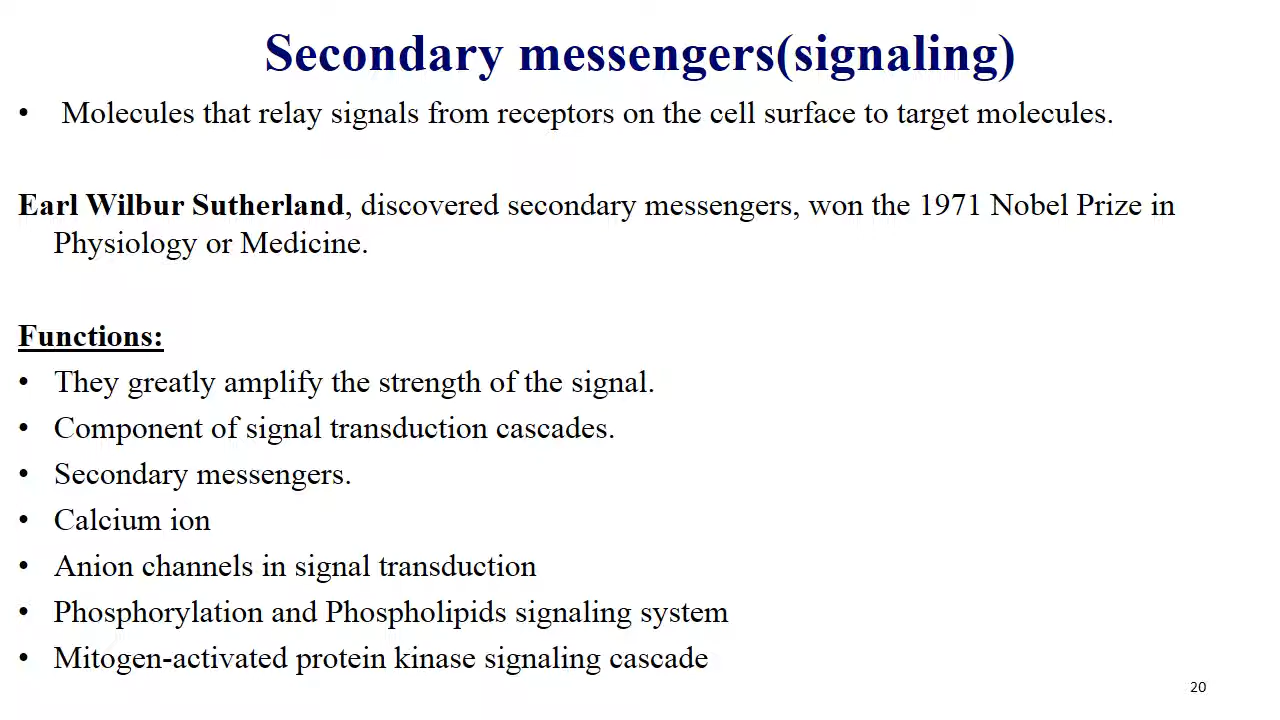 Secondary messengers(signaling)
• Molecules that relay signals from receptors on the cell surface to target molecules.
Earl Wilbur Sutherland, discovered secondary messengers, won the 1971 Nobel Prize in
Physiology or Medicine.
Functions:
• They greatly amplify the strength of the signal.
• Component of signal transduction cascades.
• Secondary messengers.
• Calcium ion
• Anion channels in signal transduction
• Phosphorylation and Phospholipids signaling system
• Mitogen-activated protein kinase signaling cascade
20